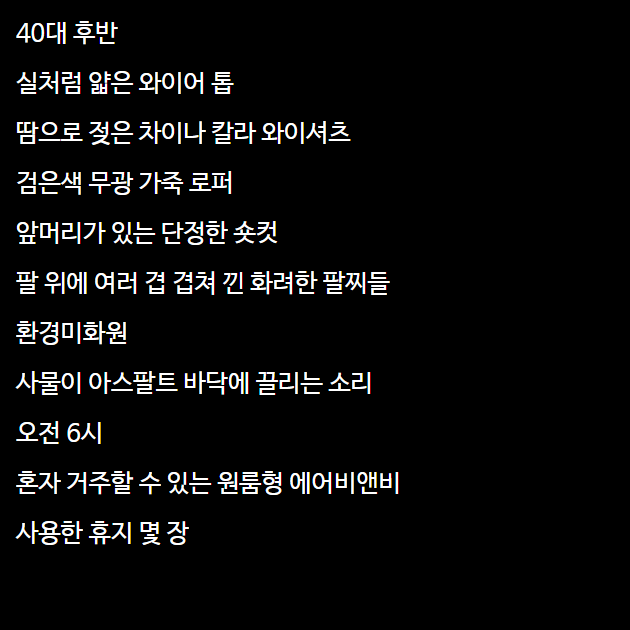 40대 후반
실처럼 얇은 와이어 톱
땀으로 젖은 차이나 칼라 와이셔츠
검은색 무광 가죽 로퍼
앞머리가 있는 단정한 숏컷
팔 위에 여러 겹 겹쳐 낀 화려한 팔찌들
환경미화원
사물이 아스팔트 바닥에 끌리는 소리
오전 6시
혼자 거주할 수 있는 원룸형 에어비앤비
사용한 휴지 몇 장